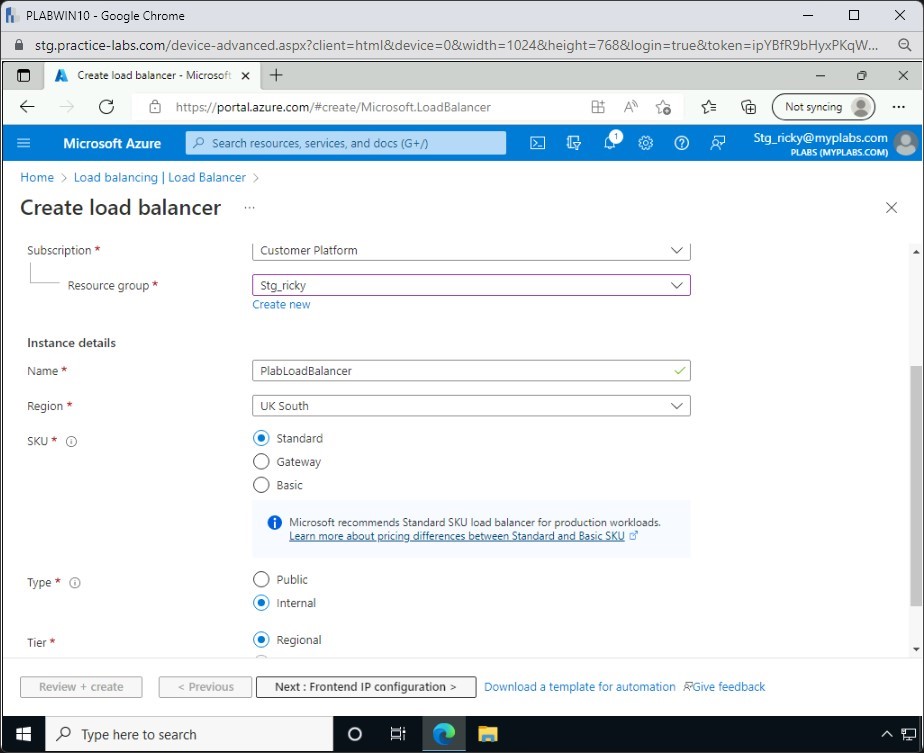 PLABWIN10 - Google Chrome
stg.practice-labs.com/device-advanced.aspx?client=html&device=0&width=1024&height=768&login=true&token=ipYBfR9bHyxPKqW...
Create load balancer - Microsoft
https://portal.azure.com/#create/Microsoft.LoadBalancer
Not syncing
Microsoft Azure
Search resources, services, and docs (G+/)
1
Stg_ricky@myplabs.com
PLABS (MYPLABS.COM)
Home > Load balancing | Load Balancer >
Create load balancer ...
Subscription *
Customer Platform
Resource group *
Stg_ricky
Create new
Instance details
Name *
PlabLoadBalancer
Region *
UK South
SKU *
Standard
Gateway
Basic
Microsoft recommends Standard SKU load balancer for production workloads.
Learn more about pricing differences between Standard and Basic SKU
Type *
Public
Internal
Tier *
Regional
Review + create
< Previous
Next : Frontend IP configuration >
Download a template for automation
Give feedback
Type here to search